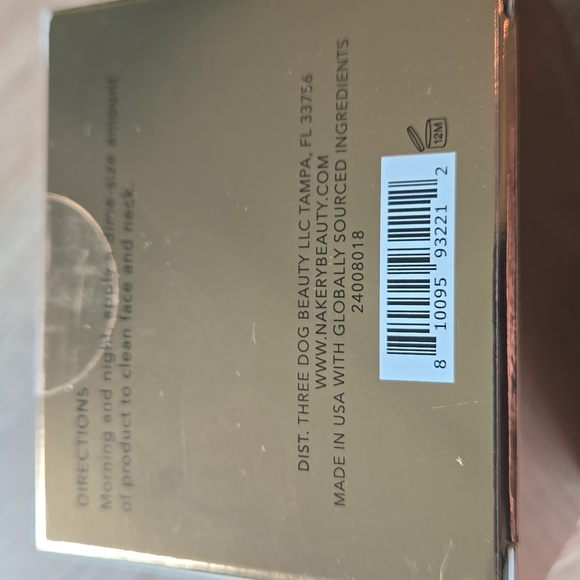 DIRECTIONS
Morning and night, apply a dime-size amount
of product to clean face and neck.
DIST. THREE DOG BEAUTY LLC TAMPA, FL 33756
WWW.NAKERYBEAUTY.COM
MADE IN USA WITH GLOBALLY SOURCED INGREDIENTS
24008018
12M
8 10095 93221 2